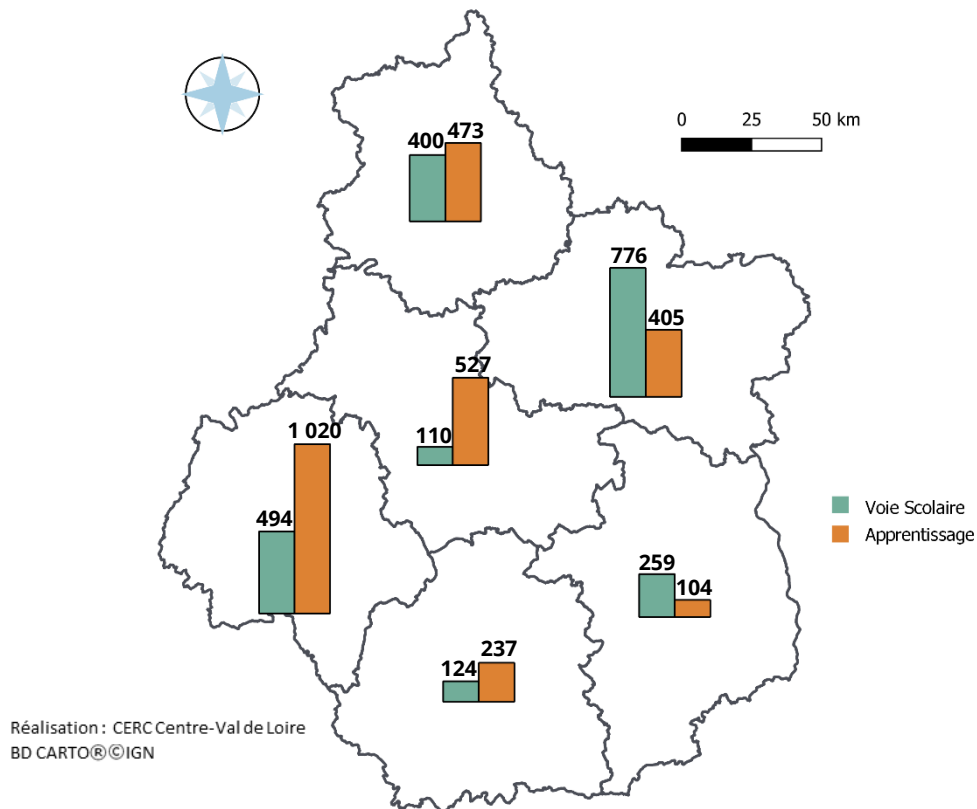 0 25 50 km
400 473
776
405
527
110
1 020
494
Voie Scolaire
Apprentissage
259
104
237
124
Réalisation : CERC Centre-Val de Loire
BD CARTO®©IGN